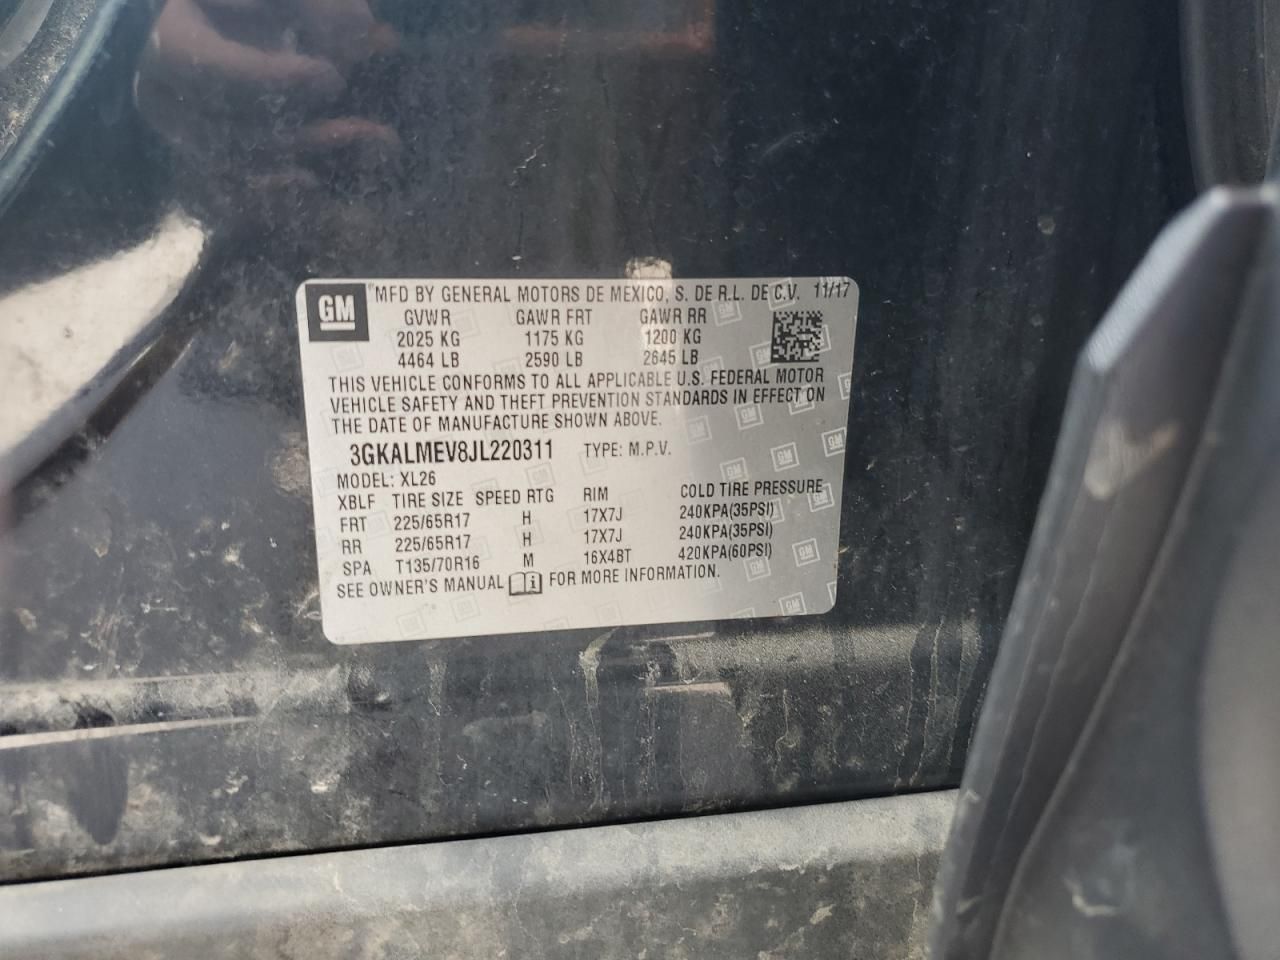 GM MFD BY GENERAL MOTORS DE MEXICO, S. DE R.L. DE C.V. 11/17
GVWR GAWR FRT GAWR RR
2025 KG 1175 KG 1200 KG
4464 LB 2590 LB 2645 LB
THIS VEHICLE CONFORMS TO ALL APPLICABLE U.S. FEDERAL MOTOR
VEHICLE SAFETY AND THEFT PREVENTION STANDARDS IN EFFECT ON
THE DATE OF MANUFACTURE SHOWN ABOVE.
3GKALMEV8JL220311 TYPE: M.P.V.
MODEL: XL26
XBLF TIRE SIZE SPEED RTG RIM COLD TIRE PRESSURE
FRT 225/65R17 H 17X7J 240KPA(35PSI)
RR 225/65R17 H 17X7J 240KPA(35PSI)
SPA T135/70R16 M 16X4BT 420KPA(60PSI)
SEE OWNER'S MANUAL FOR MORE INFORMATION.